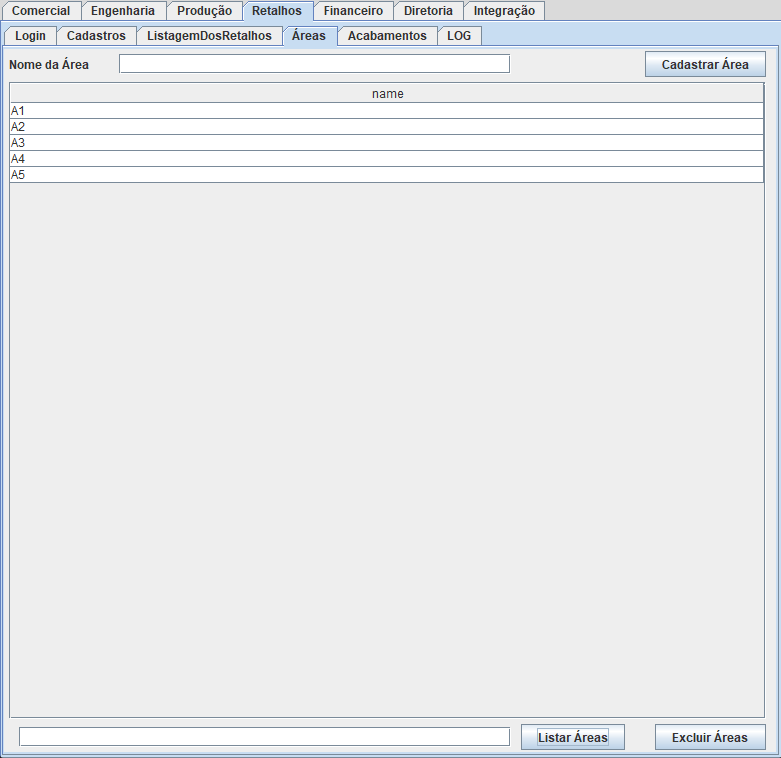 Comercial Engenharia Produção Retalhos Financeiro Diretoria Integração
Login Cadastros ListagemDosRetalhos Áreas Acabamentos LOG
Nome da Área Cadastrar Área
name
A1
A2
A3
A4
A5
Listar Áreas Excluir Áreas